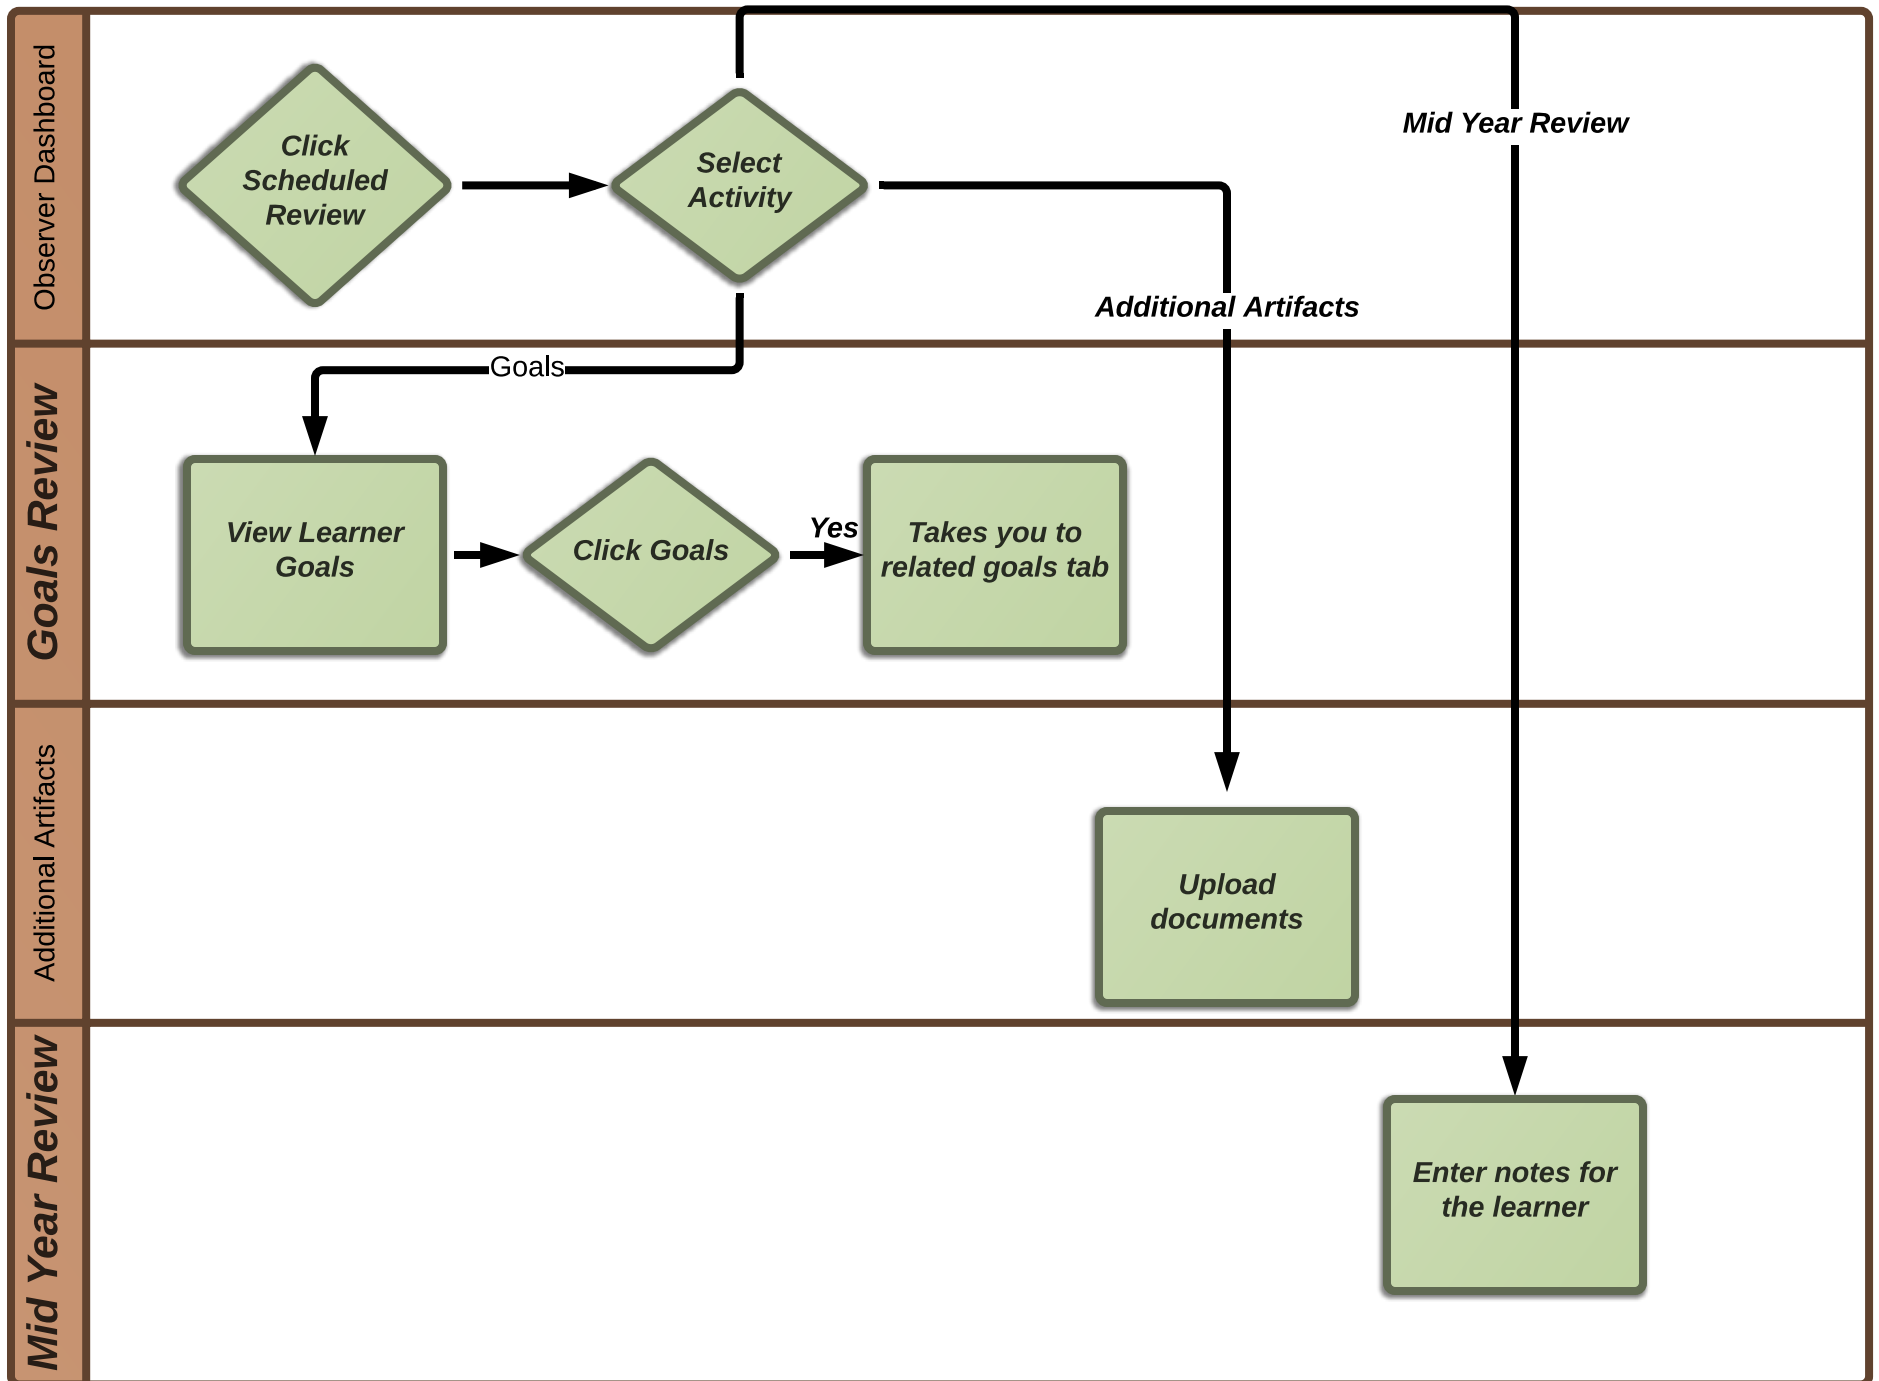 Observer Dashboard
Click
Scheduled
Review
Select
Activity
Mid Year Review
Additional Artifacts
Goals Review
Goals
View Learner
Goals
Click Goals
Yes
Takes you to
related goals tab
Additional Artifacts
Upload
documents
Mid Year Review
Enter notes for
the learner